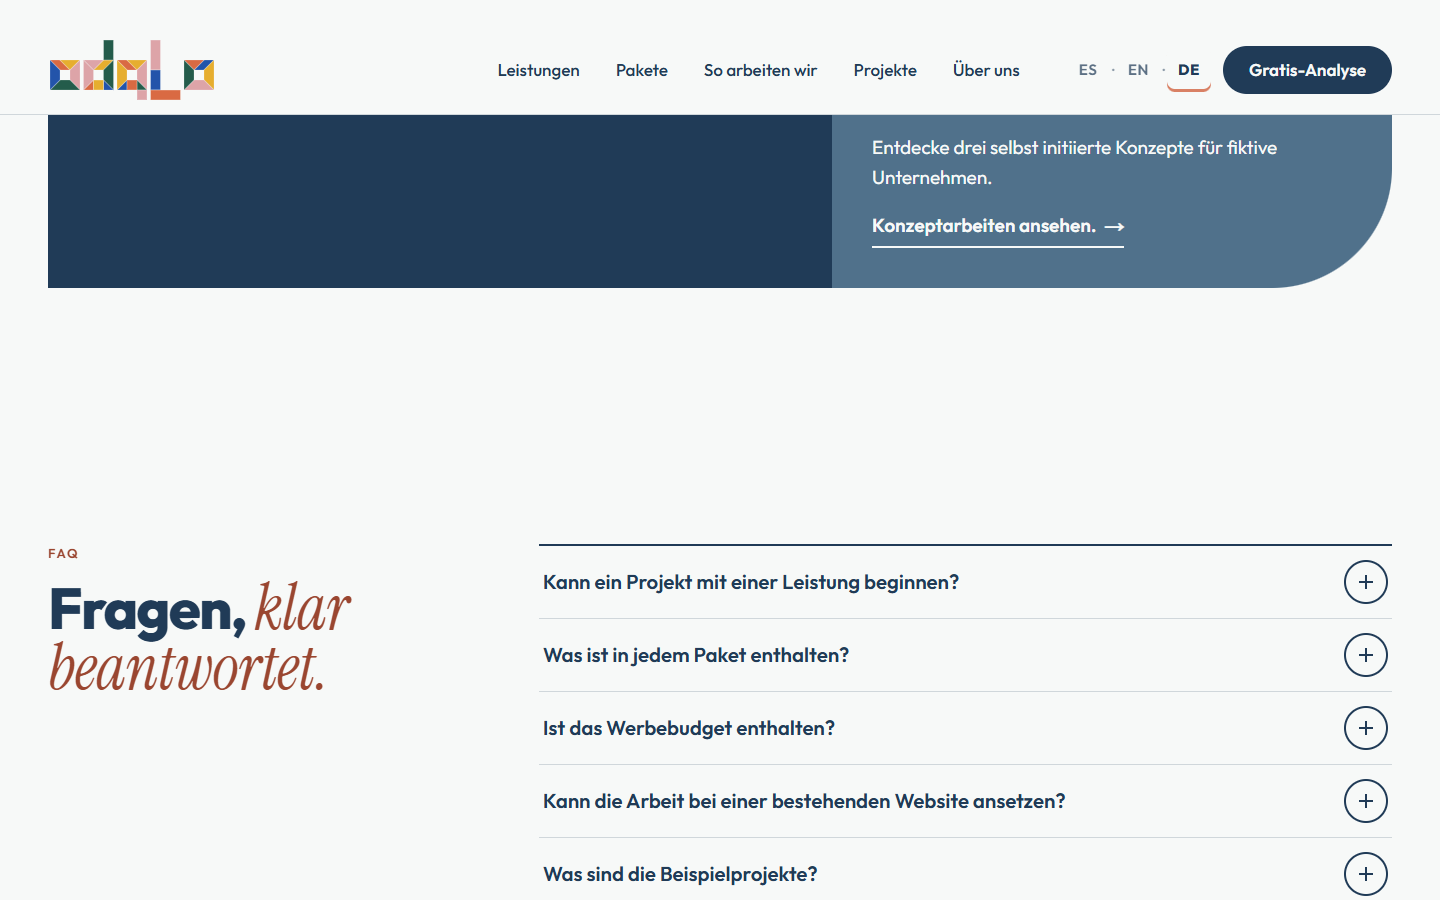 adaLo
Leistungen
Pakete
So arbeiten wir
Projekte
Über uns
ES · EN · DE
Gratis-Analyse
Entdecke drei selbst initiierte Konzepte für fiktive
Unternehmen.
Konzeptarbeiten ansehen. →
FAQ
Fragen, klar
beantwortet.
Kann ein Projekt mit einer Leistung beginnen?
Was ist in jedem Paket enthalten?
Ist das Werbebudget enthalten?
Kann die Arbeit bei einer bestehenden Website ansetzen?
Was sind die Beispielprojekte?